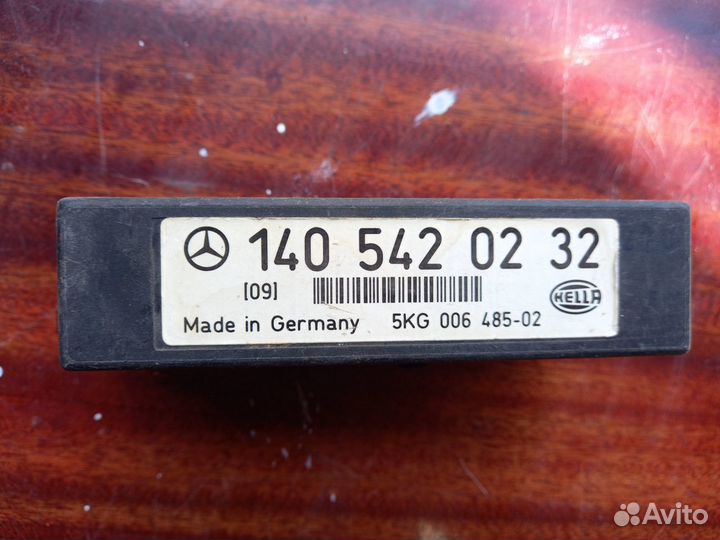 140 542 02 32
[09]
HELLA
Made in Germany 5KG 006 485-02
Avito